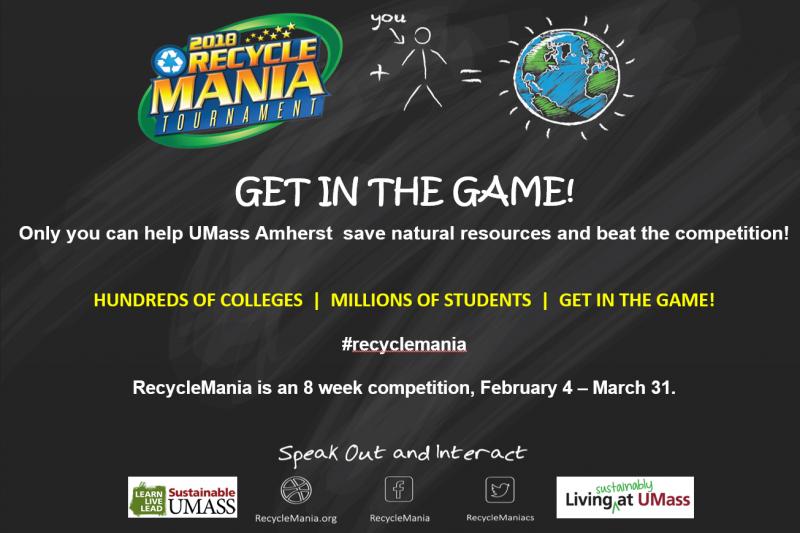 2018
RECYCLE
MANIA
TOURNAMENT
you
+ =
GET IN THE GAME!
Only you can help UMass Amherst save natural resources and beat the competition!
HUNDREDS OF COLLEGES | MILLIONS OF STUDENTS | GET IN THE GAME!
#recyclemania
RecycleMania is an 8 week competition, February 4 – March 31.
Speak Out and Interact
LEARN
LIVE
LEAD
Sustainable
UMASS
RecycleMania.org
RecycleMania
RecycleManiacs
sustainably
Living at UMass